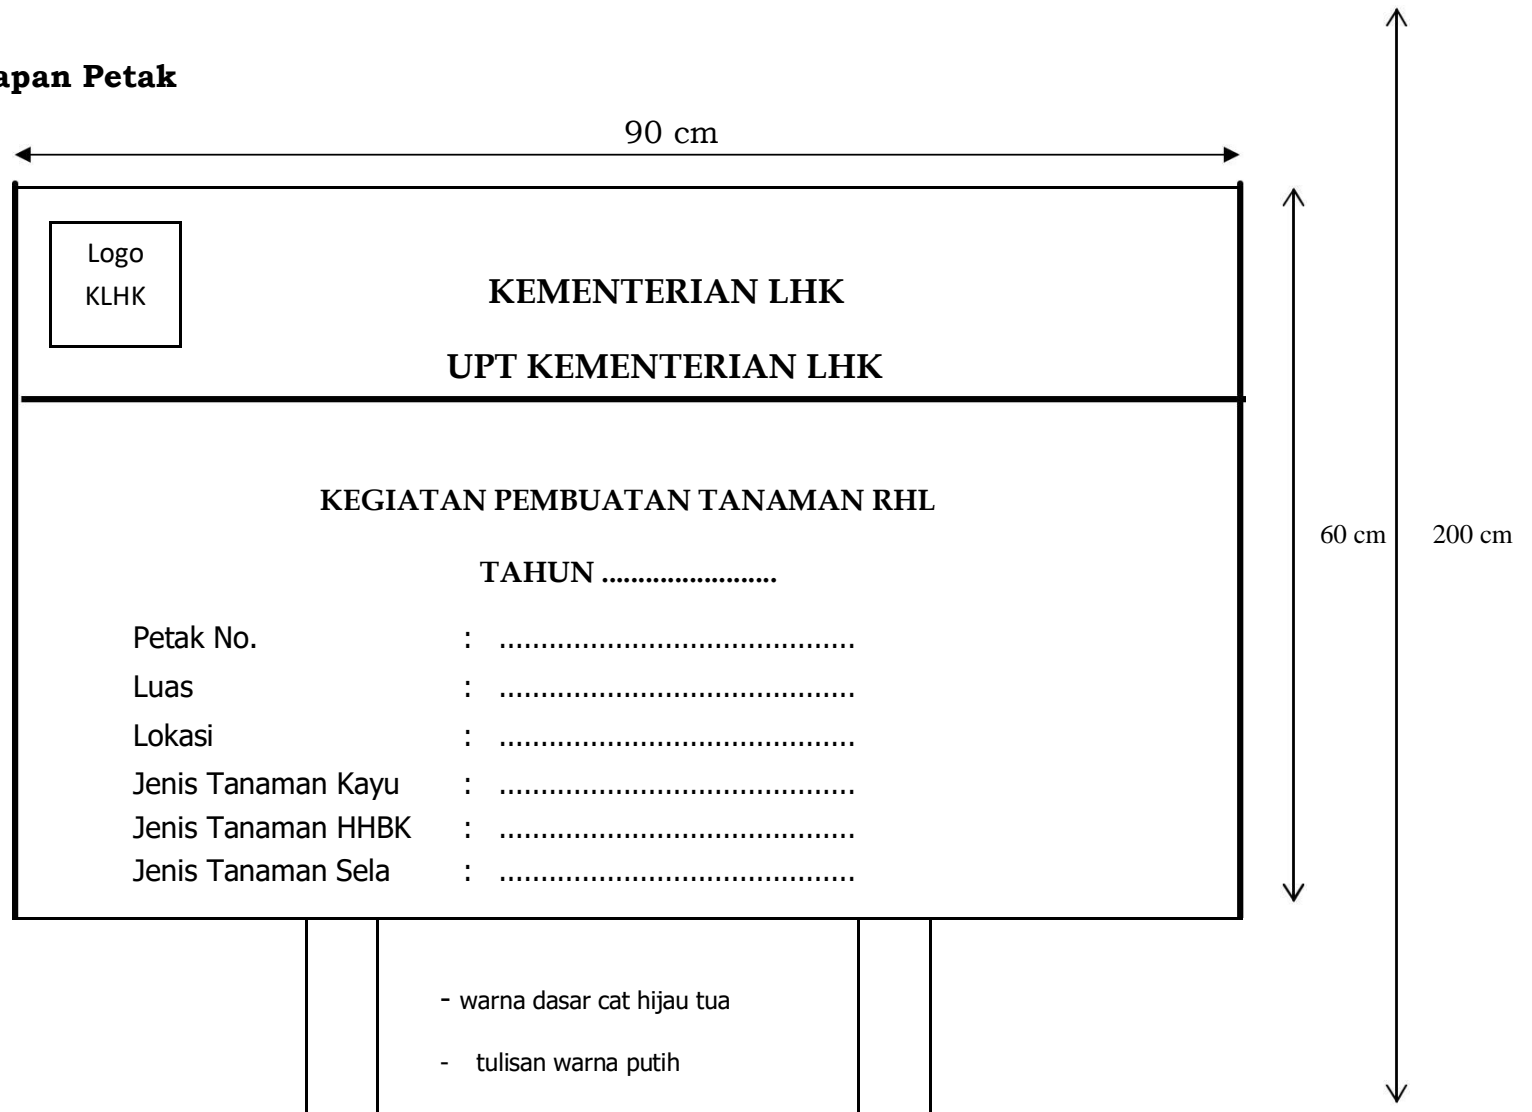 apan Petak
90 cm
Logo
KLHK
KEMENTERIAN LHK
UPT KEMENTERIAN LHK
KEGIATAN PEMBUATAN TANAMAN RHL
TAHUN ........................
Petak No. : ...........................................
Luas : ...........................................
Lokasi : ...........................................
Jenis Tanaman Kayu : ...........................................
Jenis Tanaman HHBK : ...........................................
Jenis Tanaman Sela : ...........................................
60 cm
200 cm
- warna dasar cat hijau tua
- tulisan warna putih